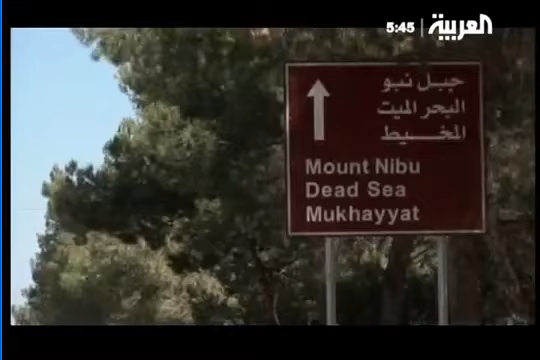 5:45 | العربية
جبل نبو
البحر الميت
المخيط
Mount Nibu
Dead Sea
Mukhayyat